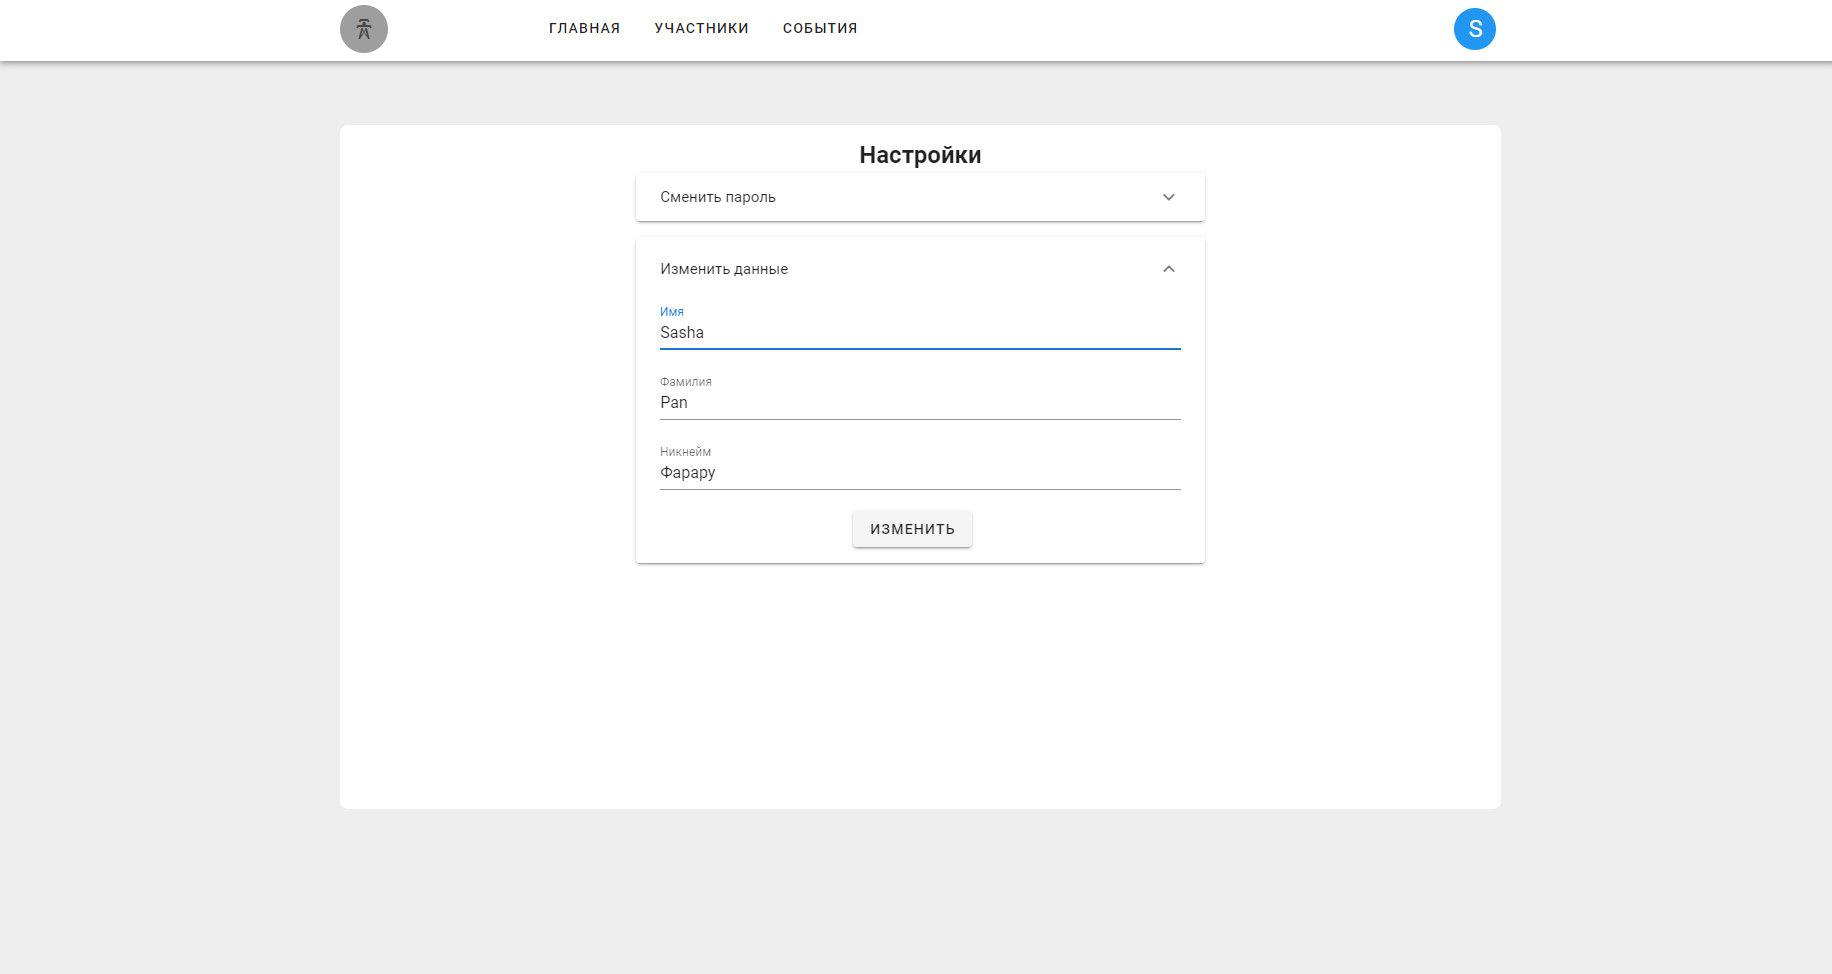 ГЛАВНАЯ УЧАСТНИКИ СОБЫТИЯ S
Настройки
Сменить пароль
Изменить данные
Имя
Sasha
Фамилия
Pan
Никнейм
Фарару
ИЗМЕНИТЬ